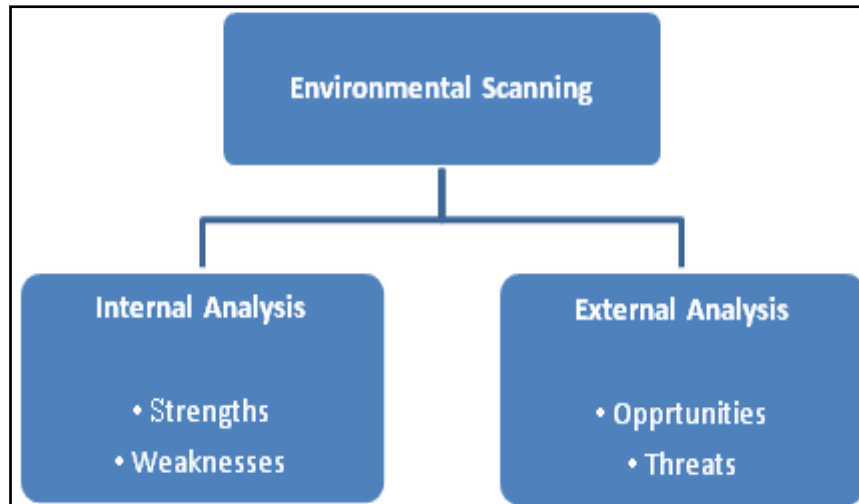 Environmental Scanning
Internal Analysis
• Strengths
• Weaknesses
External Analysis
• Opprtunities
• Threats